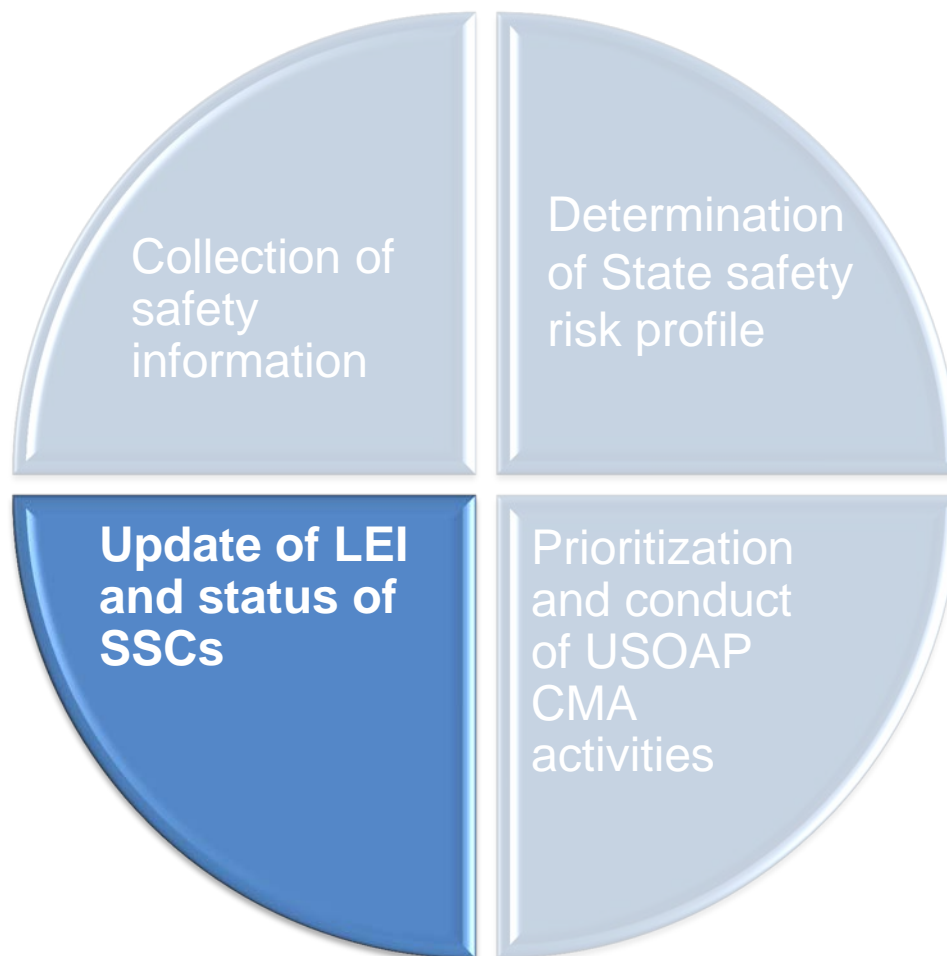 Collection of
safety
information
Determination
of State safety
risk profile
Update of LEI
and status of
SSCs
Prioritization
and conduct
of USOAP
CMA
activities